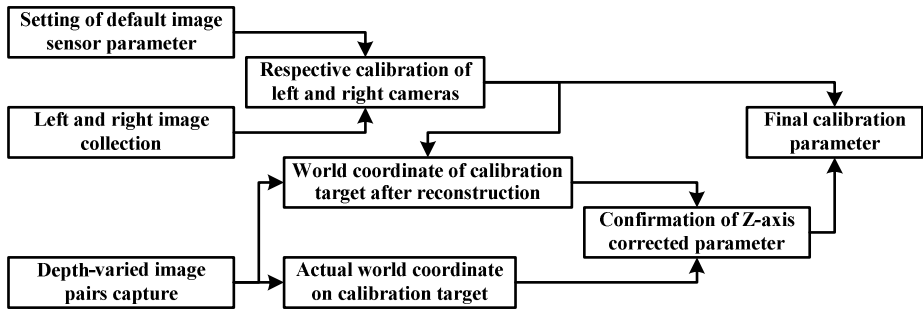 Setting of default image
sensor parameter
Respective calibration of
left and right cameras
Left and right image
collection
Final calibration
parameter
World coordinate of calibration
target after reconstruction
Confirmation of Z-axis
corrected parameter
Depth-varied image
pairs capture
Actual world coordinate
on calibration target